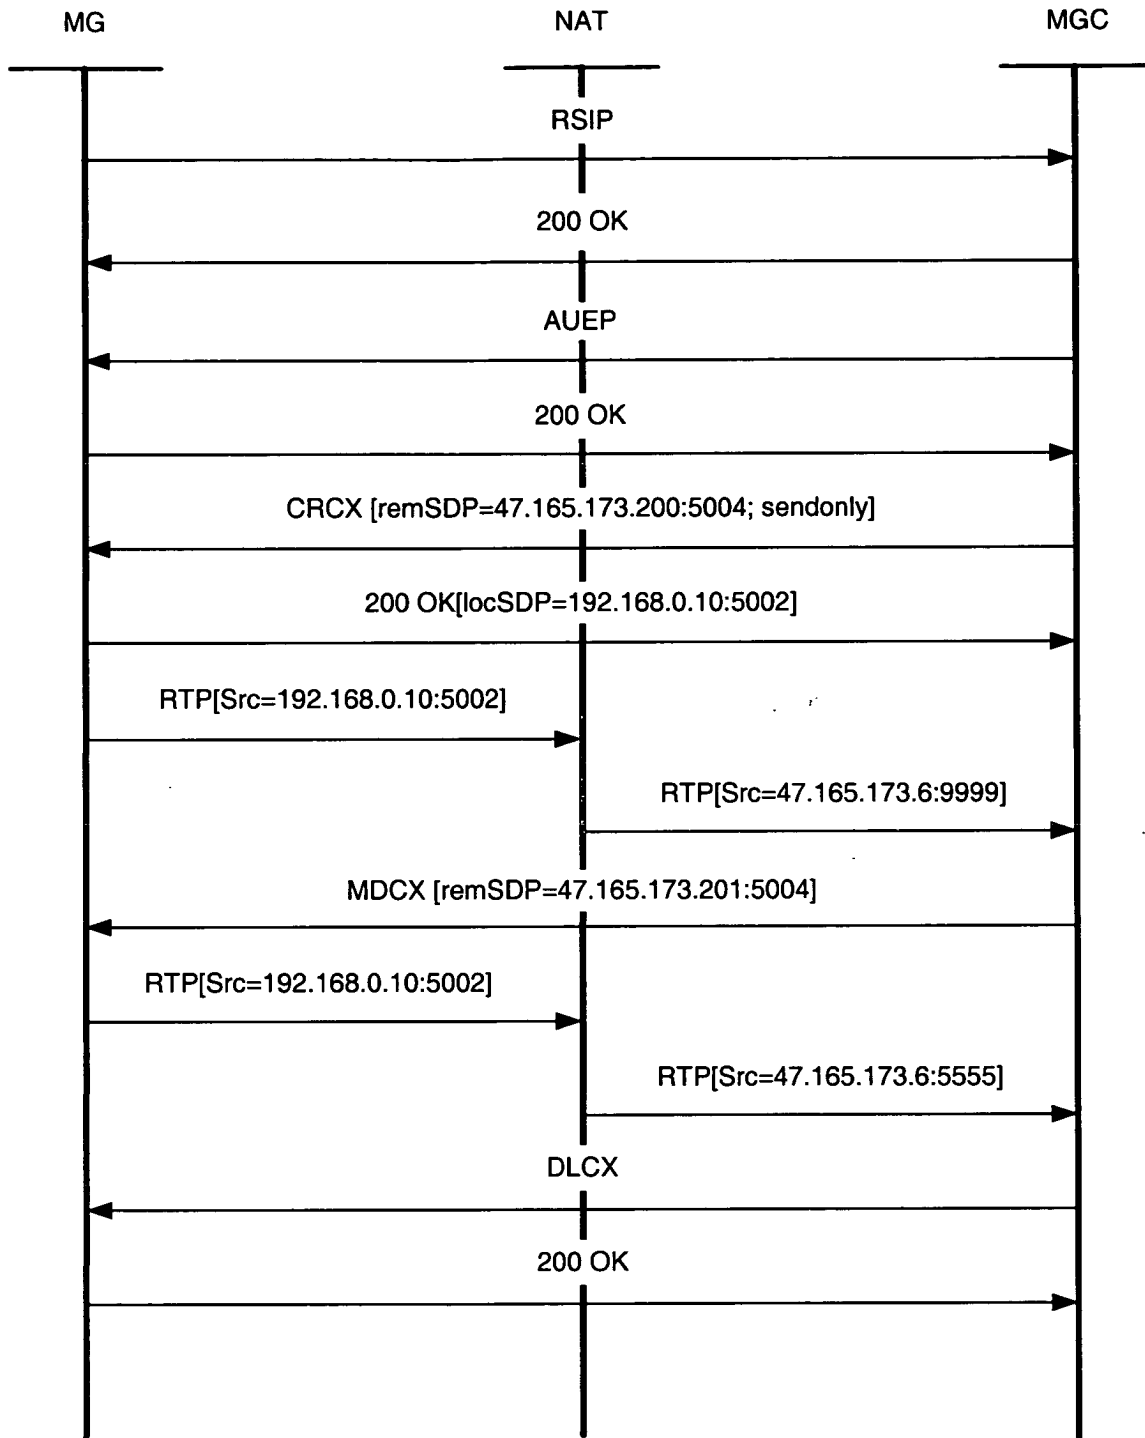 MG
NAT
MGC
RSIP
200 OK
AUEP
200 OK
CRCX [remSDP=47.165.173.200:5004; sendonly]
200 OK[locSDP=192.168.0.10:5002]
RTP[Src=192.168.0.10:5002]
RTP[Src=47.165.173.6:9999]
MDCX [remSDP=47.165.173.201:5004]
RTP[Src=192.168.0.10:5002]
RTP[Src=47.165.173.6:5555]
DLCX
200 OK